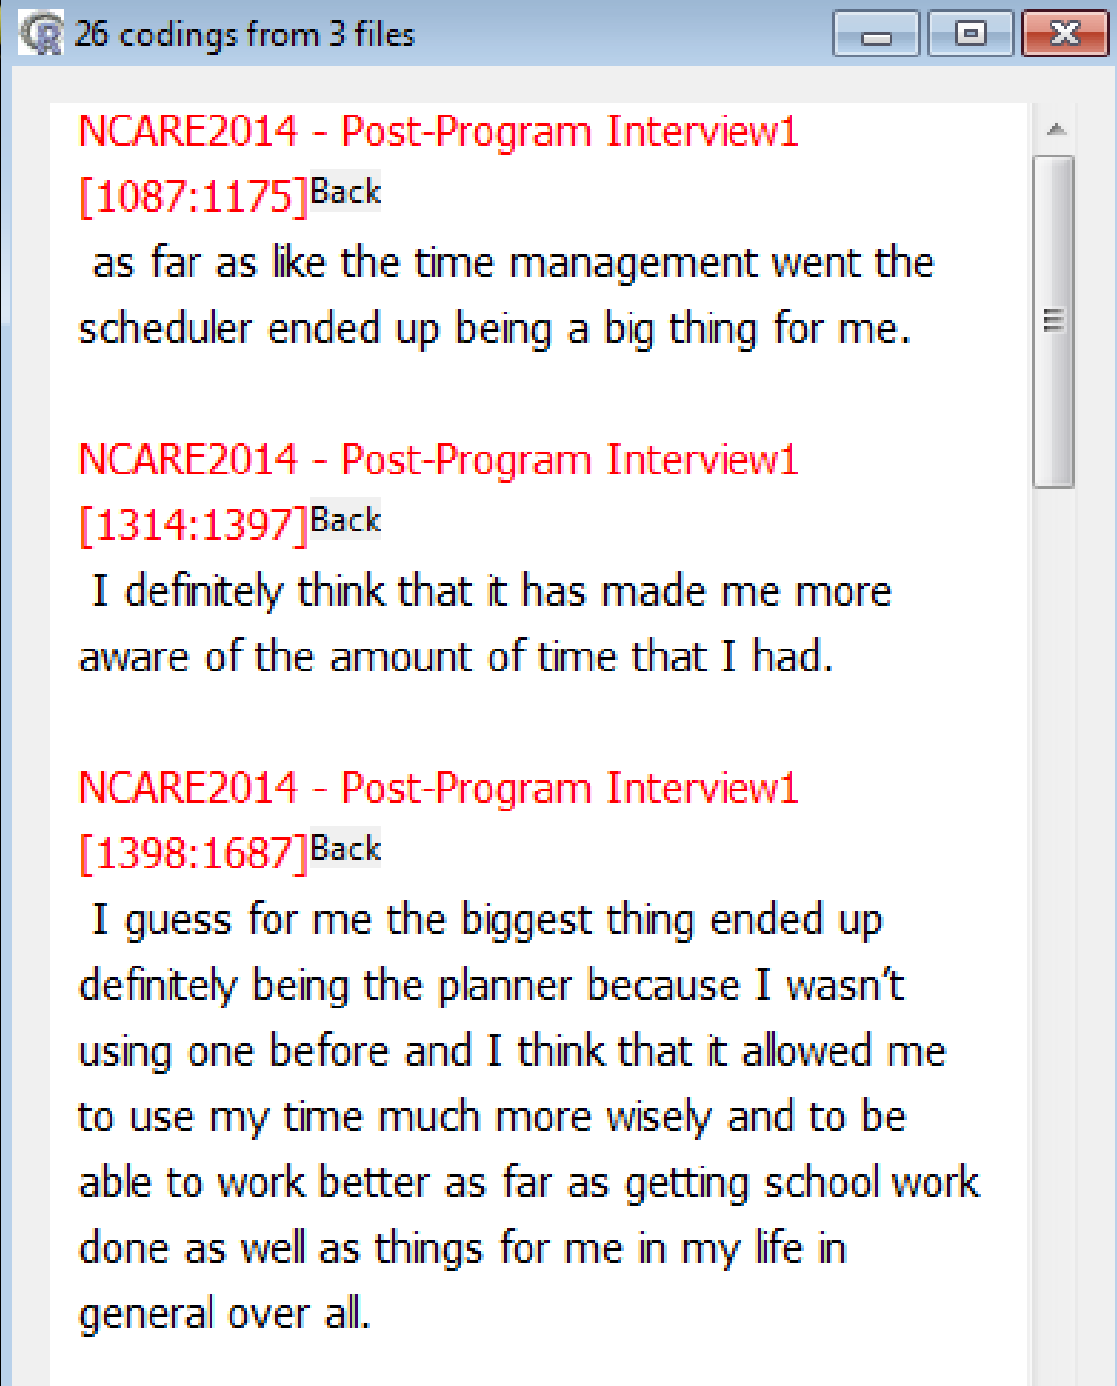 26 codings from 3 files
NCARE2014 - Post-Program Interview1
[1087:1175]Back
as far as like the time management went the
scheduler ended up being a big thing for me.
NCARE2014 - Post-Program Interview1
[1314:1397]Back
I definitely think that it has made me more
aware of the amount of time that I had.
NCARE2014 - Post-Program Interview1
[1398:1687]Back
I guess for me the biggest thing ended up
definitely being the planner because I wasn’t
using one before and I think that it allowed me
to use my time much more wisely and to be
able to work better as far as getting school work
done as well as things for me in my life in
general over all.